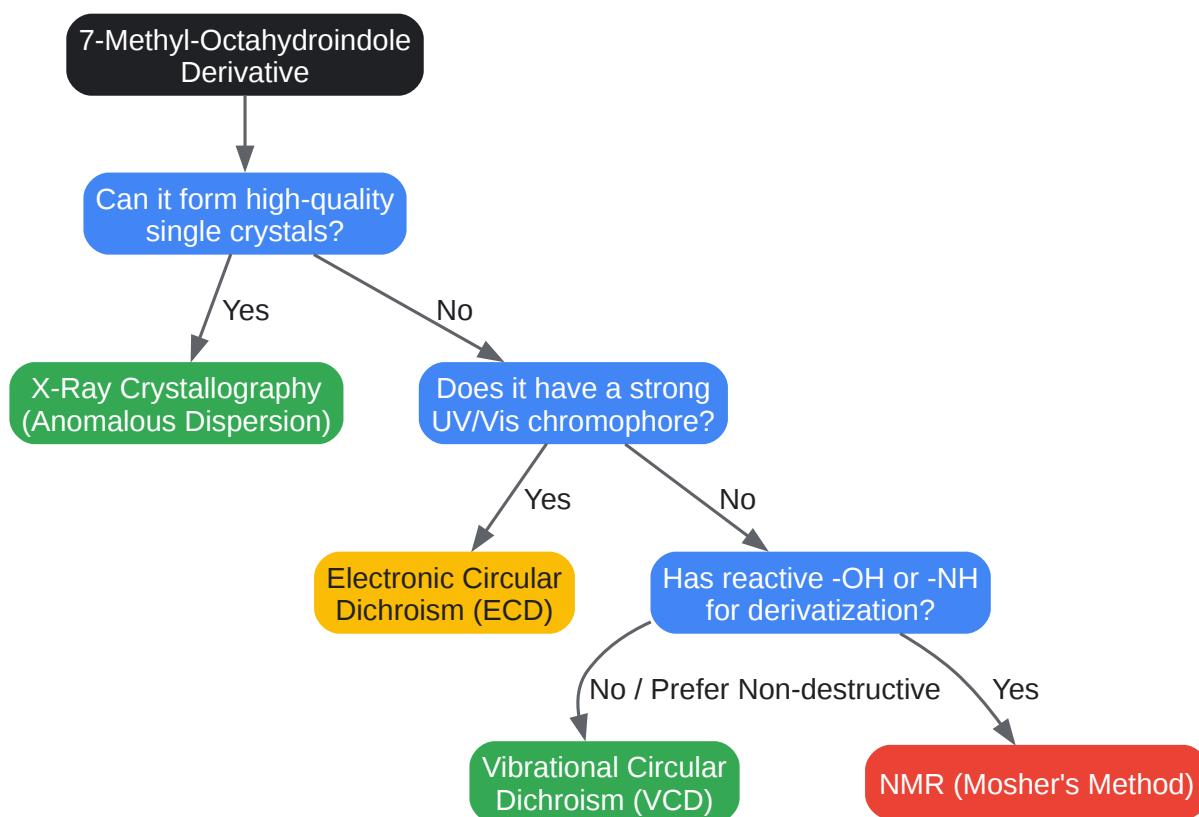 7-Methyl-Octahydroindole
Derivative
Can it form high-quality
single crystals?
Yes
No
X-Ray Crystallography
(Anomalous Dispersion)
Does it have a strong
UV/Vis chromophore?
Yes
No
Electronic Circular
Dichroism (ECD)
Has reactive -OH or -NH
for derivatization?
No / Prefer Non-destructive
Yes
Vibrational Circular
Dichroism (VCD)
NMR (Mosher's Method)